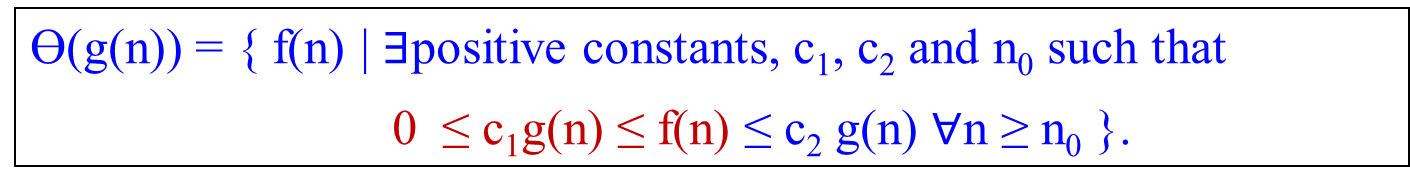 Ө(g(n)) = { f(n) | ∃positive constants, c₁, c₂ and n₀ such that
0 ≤ c₁g(n) ≤ f(n) ≤ c₂ g(n) ∀n ≥ n₀ }.